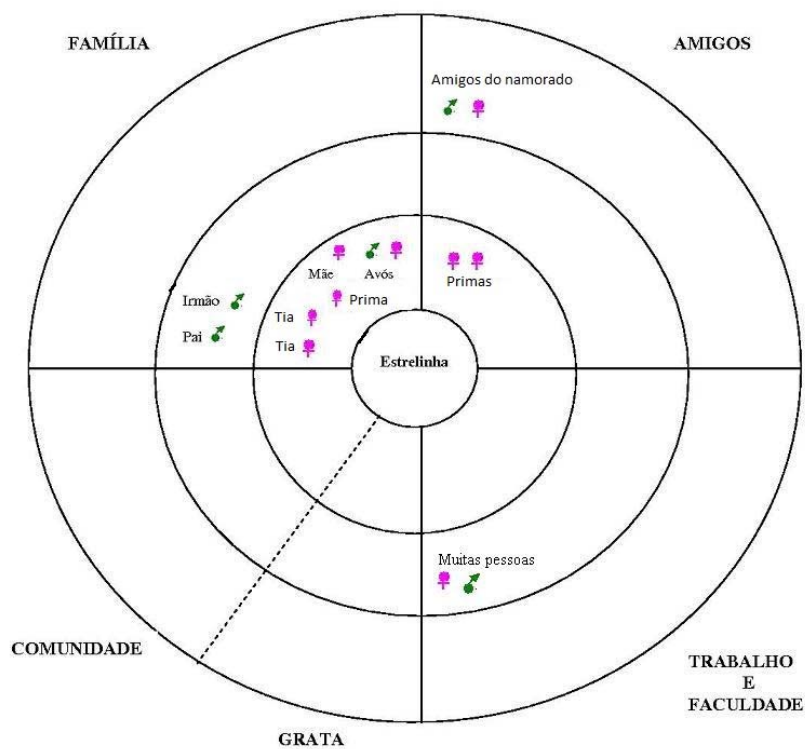 FAMÍLIA
AMIGOS
Amigos do namorado
Mãe
Avós
Primas
Irmão
Prima
Tia
Pai
Tia
Estrelinha
Muitas pessoas
COMUNIDADE
TRABALHO
E
FACULDADE
GRATA